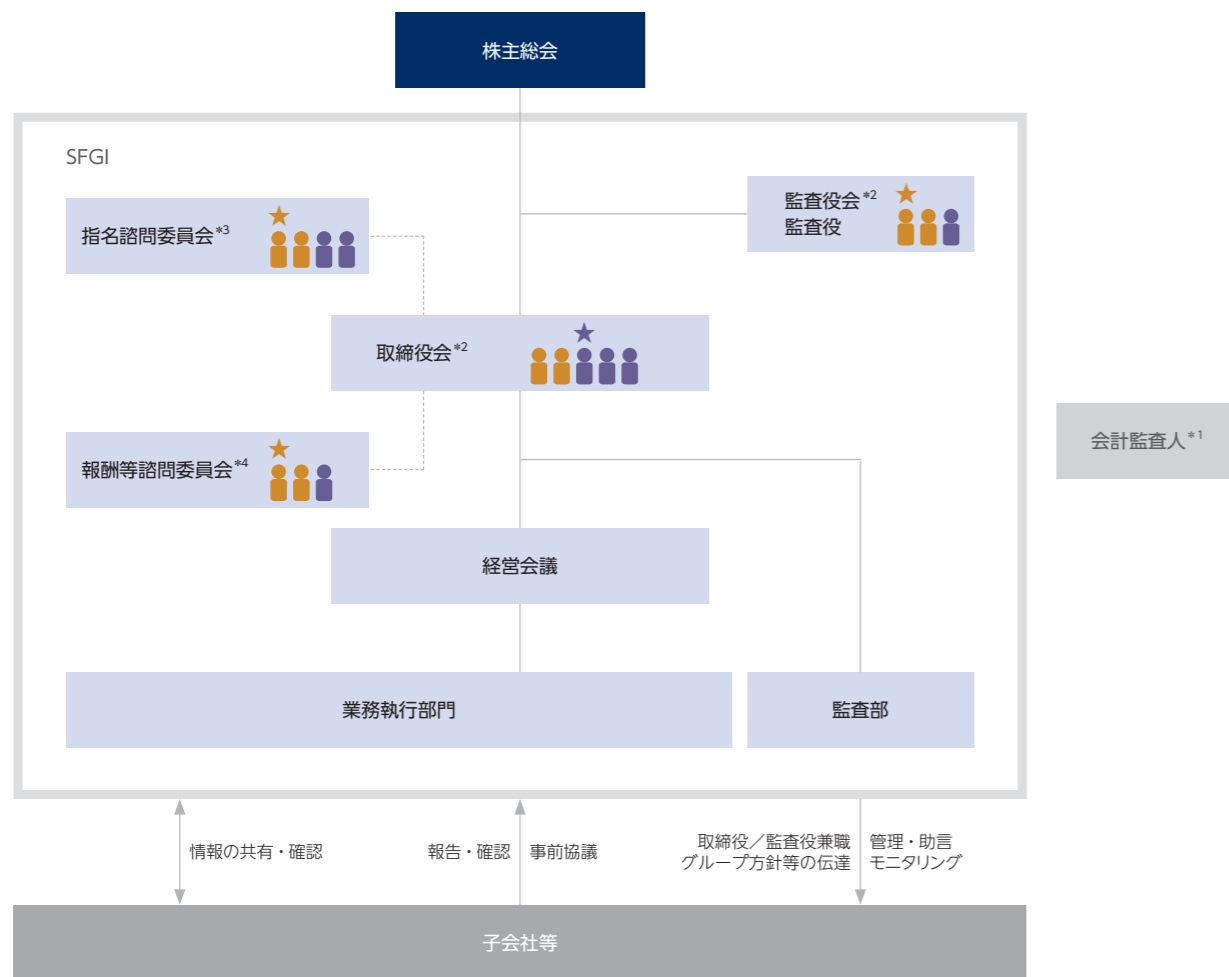 株主総会
SFGI
指名諮問委員会*3
監査役会*2
監査役
取締役会*2
報酬等諮問委員会*4
会計監査人*1
経営会議
業務執行部門
監査部
情報の共有・確認
報告・確認
事前協議
取締役／監査役兼職
グループ方針等の伝達
管理・助言
モニタリング
子会社等